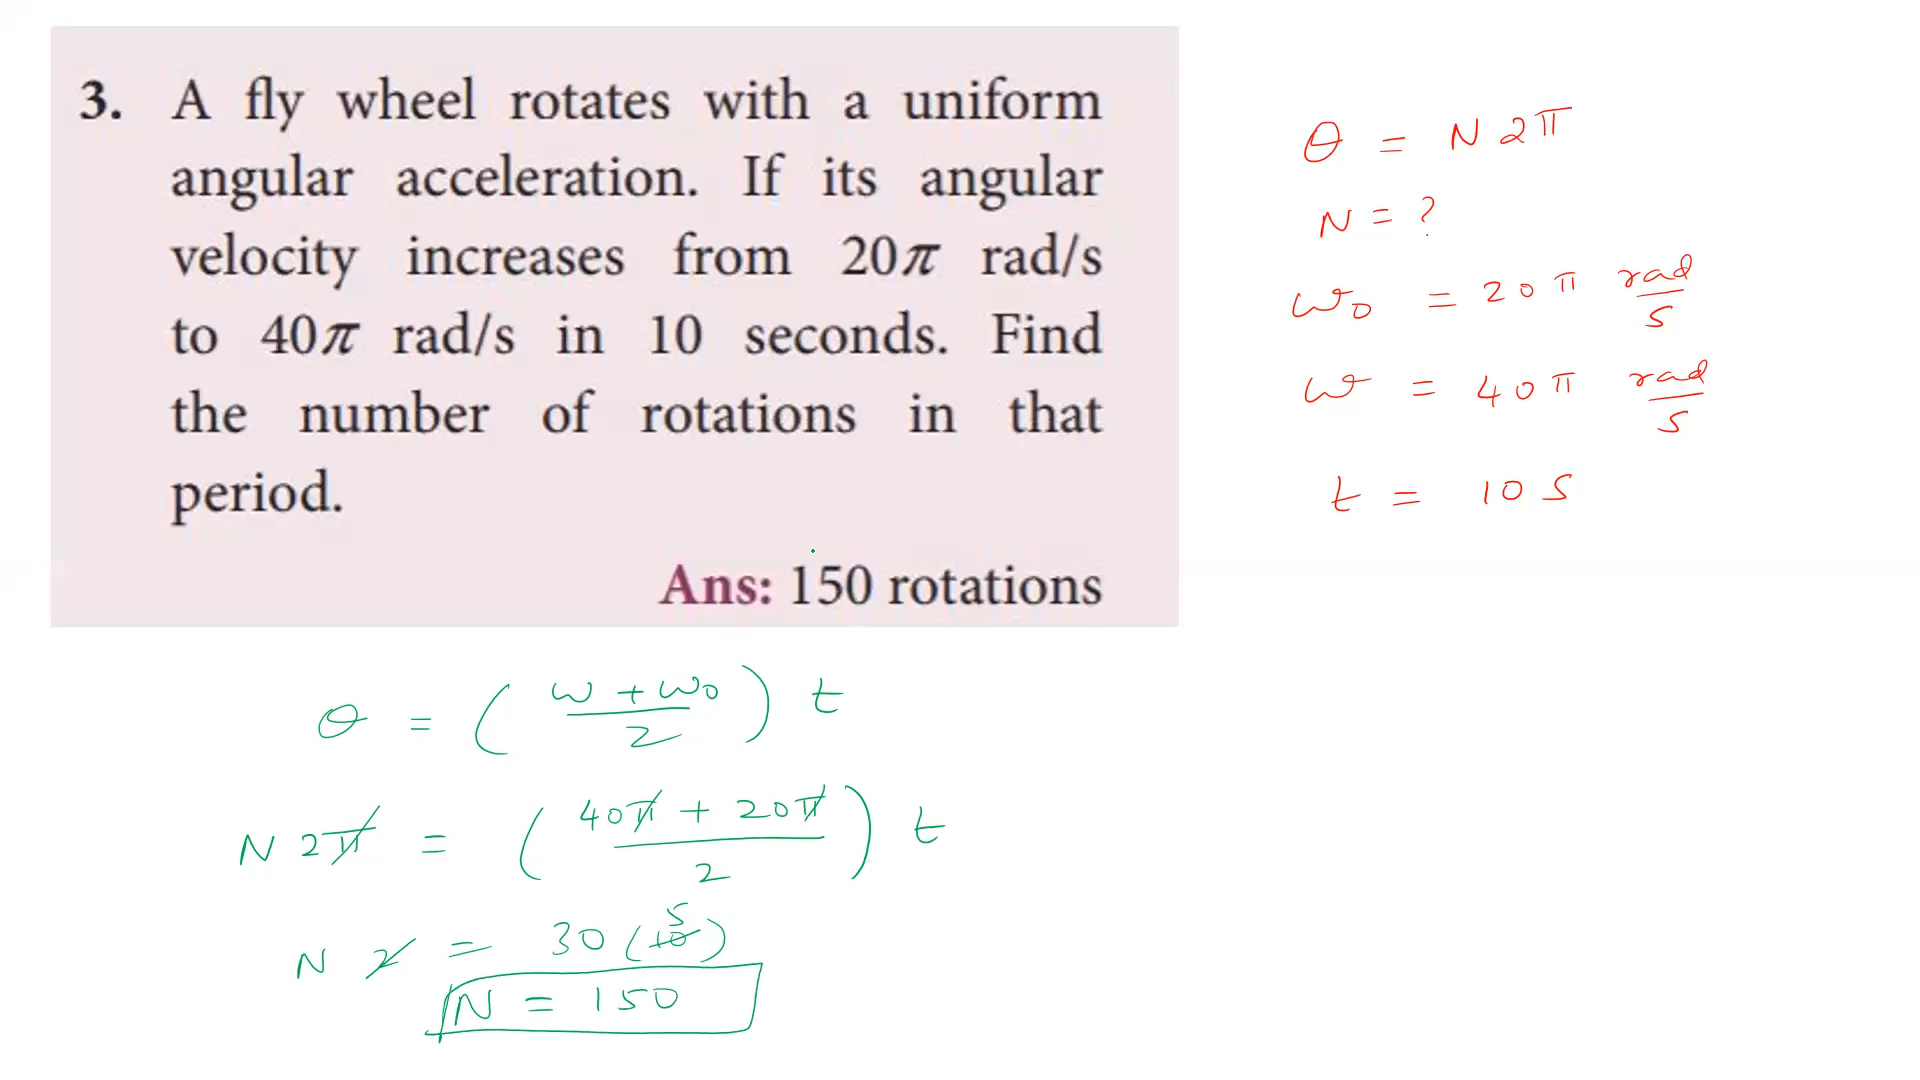 3. A fly wheel rotates with a uniform
angular acceleration. If its angular
velocity increases from 20π rad/s
to 40π rad/s in 10 seconds. Find
the number of rotations in that
period.
Ans: 150 rotations
θ = N 2π
N = ?
ω₀ = 20π rad/s
ω = 40π rad/s
t = 10 s
θ = (ω + ω₀ / 2) t
N 2π = (40π + 20π / 2) t
N 2 = 30 (10) 5
N = 150